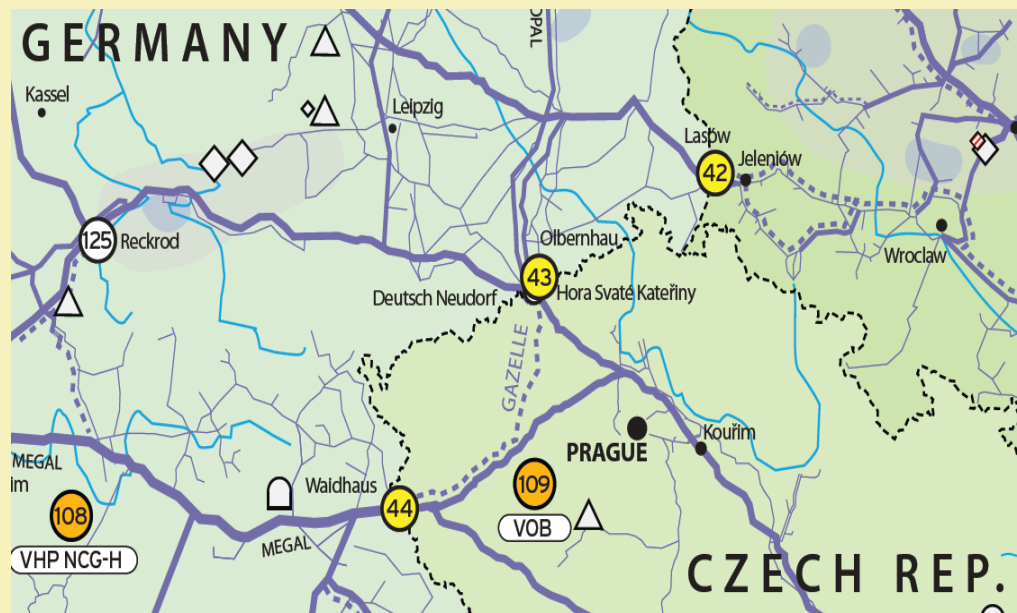 GERMANY
OPAL
Kassel
Leipzig
Lasów
42
Jeleniów
125
Reckrod
Olbernhau
Wroclaw
43
Deutsch Neudorf
Hora Svaté Kateřiny
GAZELLE
PRAGUE
Kouřim
MEGAL
im
Waidhaus
109
44
108
VOB
MEGAL
VHP NCG-H
CZECH REP.